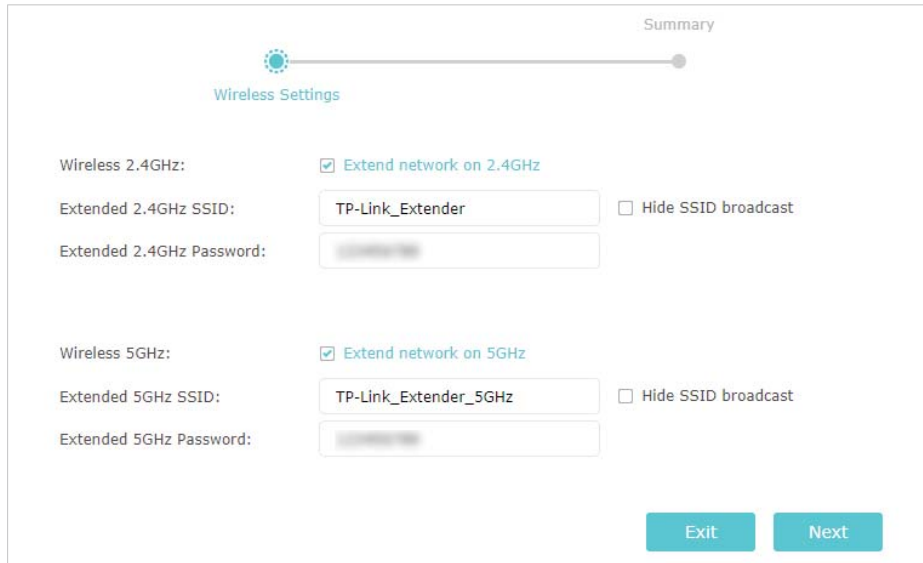 Summary
Wireless Settings
Wireless 2.4GHz: Extend network on 2.4GHz
Extended 2.4GHz SSID: TP-Link_Extender Hide SSID broadcast
Extended 2.4GHz Password:
Wireless 5GHz: Extend network on 5GHz
Extended 5GHz SSID: TP-Link_Extender_5GHz Hide SSID broadcast
Extended 5GHz Password:
Exit Next